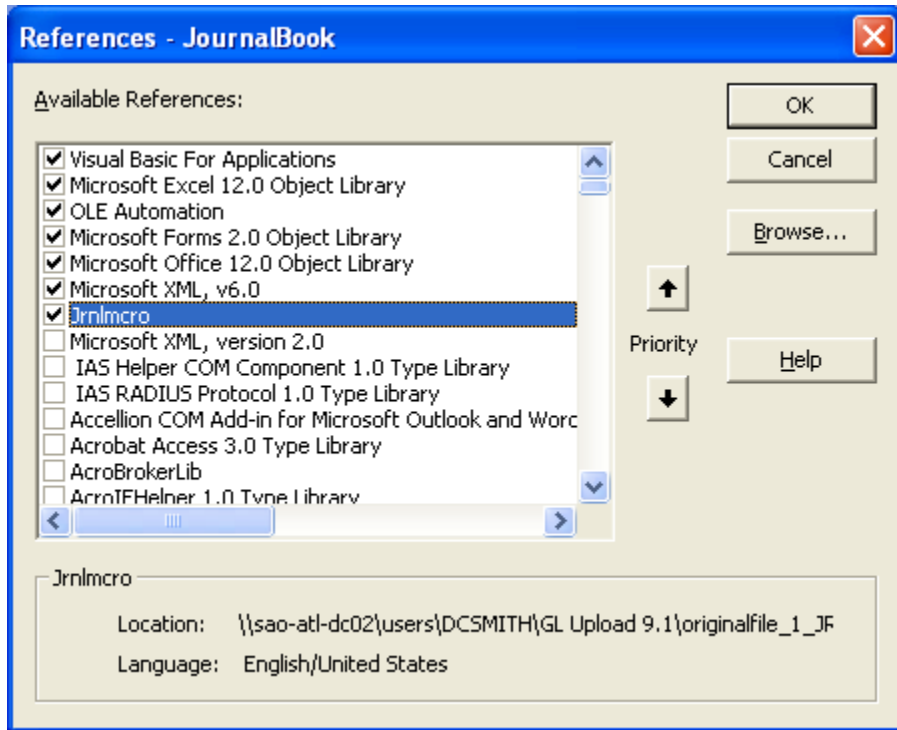 References - JournalBook
Available References:
OK
Cancel
Browse...
Help
Visual Basic For Applications
Microsoft Excel 12.0 Object Library
OLE Automation
Microsoft Forms 2.0 Object Library
Microsoft Office 12.0 Object Library
Microsoft XML, v6.0
Jrnlmcro
Microsoft XML, version 2.0
IAS Helper COM Component 1.0 Type Library
IAS RADIUS Protocol 1.0 Type Library
Accellion COM Add-in for Microsoft Outlook and Word
Acrobat Access 3.0 Type Library
AcroBrokerLib
AcroIEHelper 1.0 Type Library
Priority
Jrnlmcro
Location: \\sao-atl-dc02\users\DCSMITH\GL Upload 9.1\originalfile_1_JR
Language: English/United States